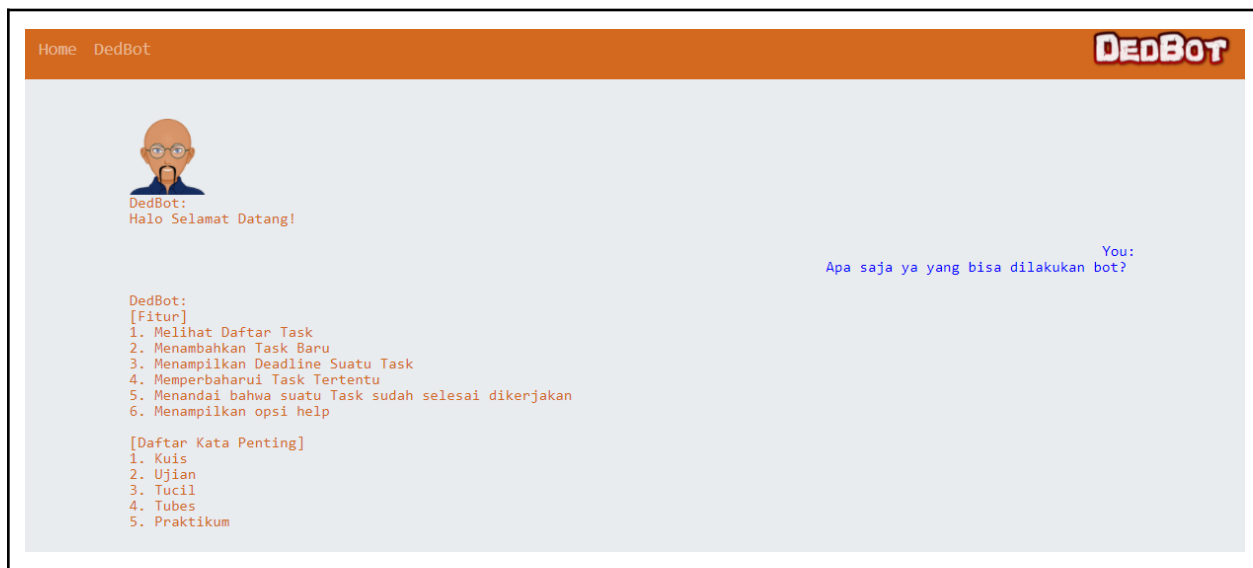 Home DedBot
DEDBOT
DedBot:
Halo Selamat Datang!
You:
Apa saja ya yang bisa dilakukan bot?
DedBot:
[Fitur]
1. Melihat Daftar Task
2. Menambahkan Task Baru
3. Menampilkan Deadline Suatu Task
4. Memperbaharui Task Tertentu
5. Menandai bahwa suatu Task sudah selesai dikerjakan
6. Menampilkan opsi help
[Daftar Kata Penting]
1. Kuis
2. Ujian
3. Tucil
4. Tubes
5. Praktikum